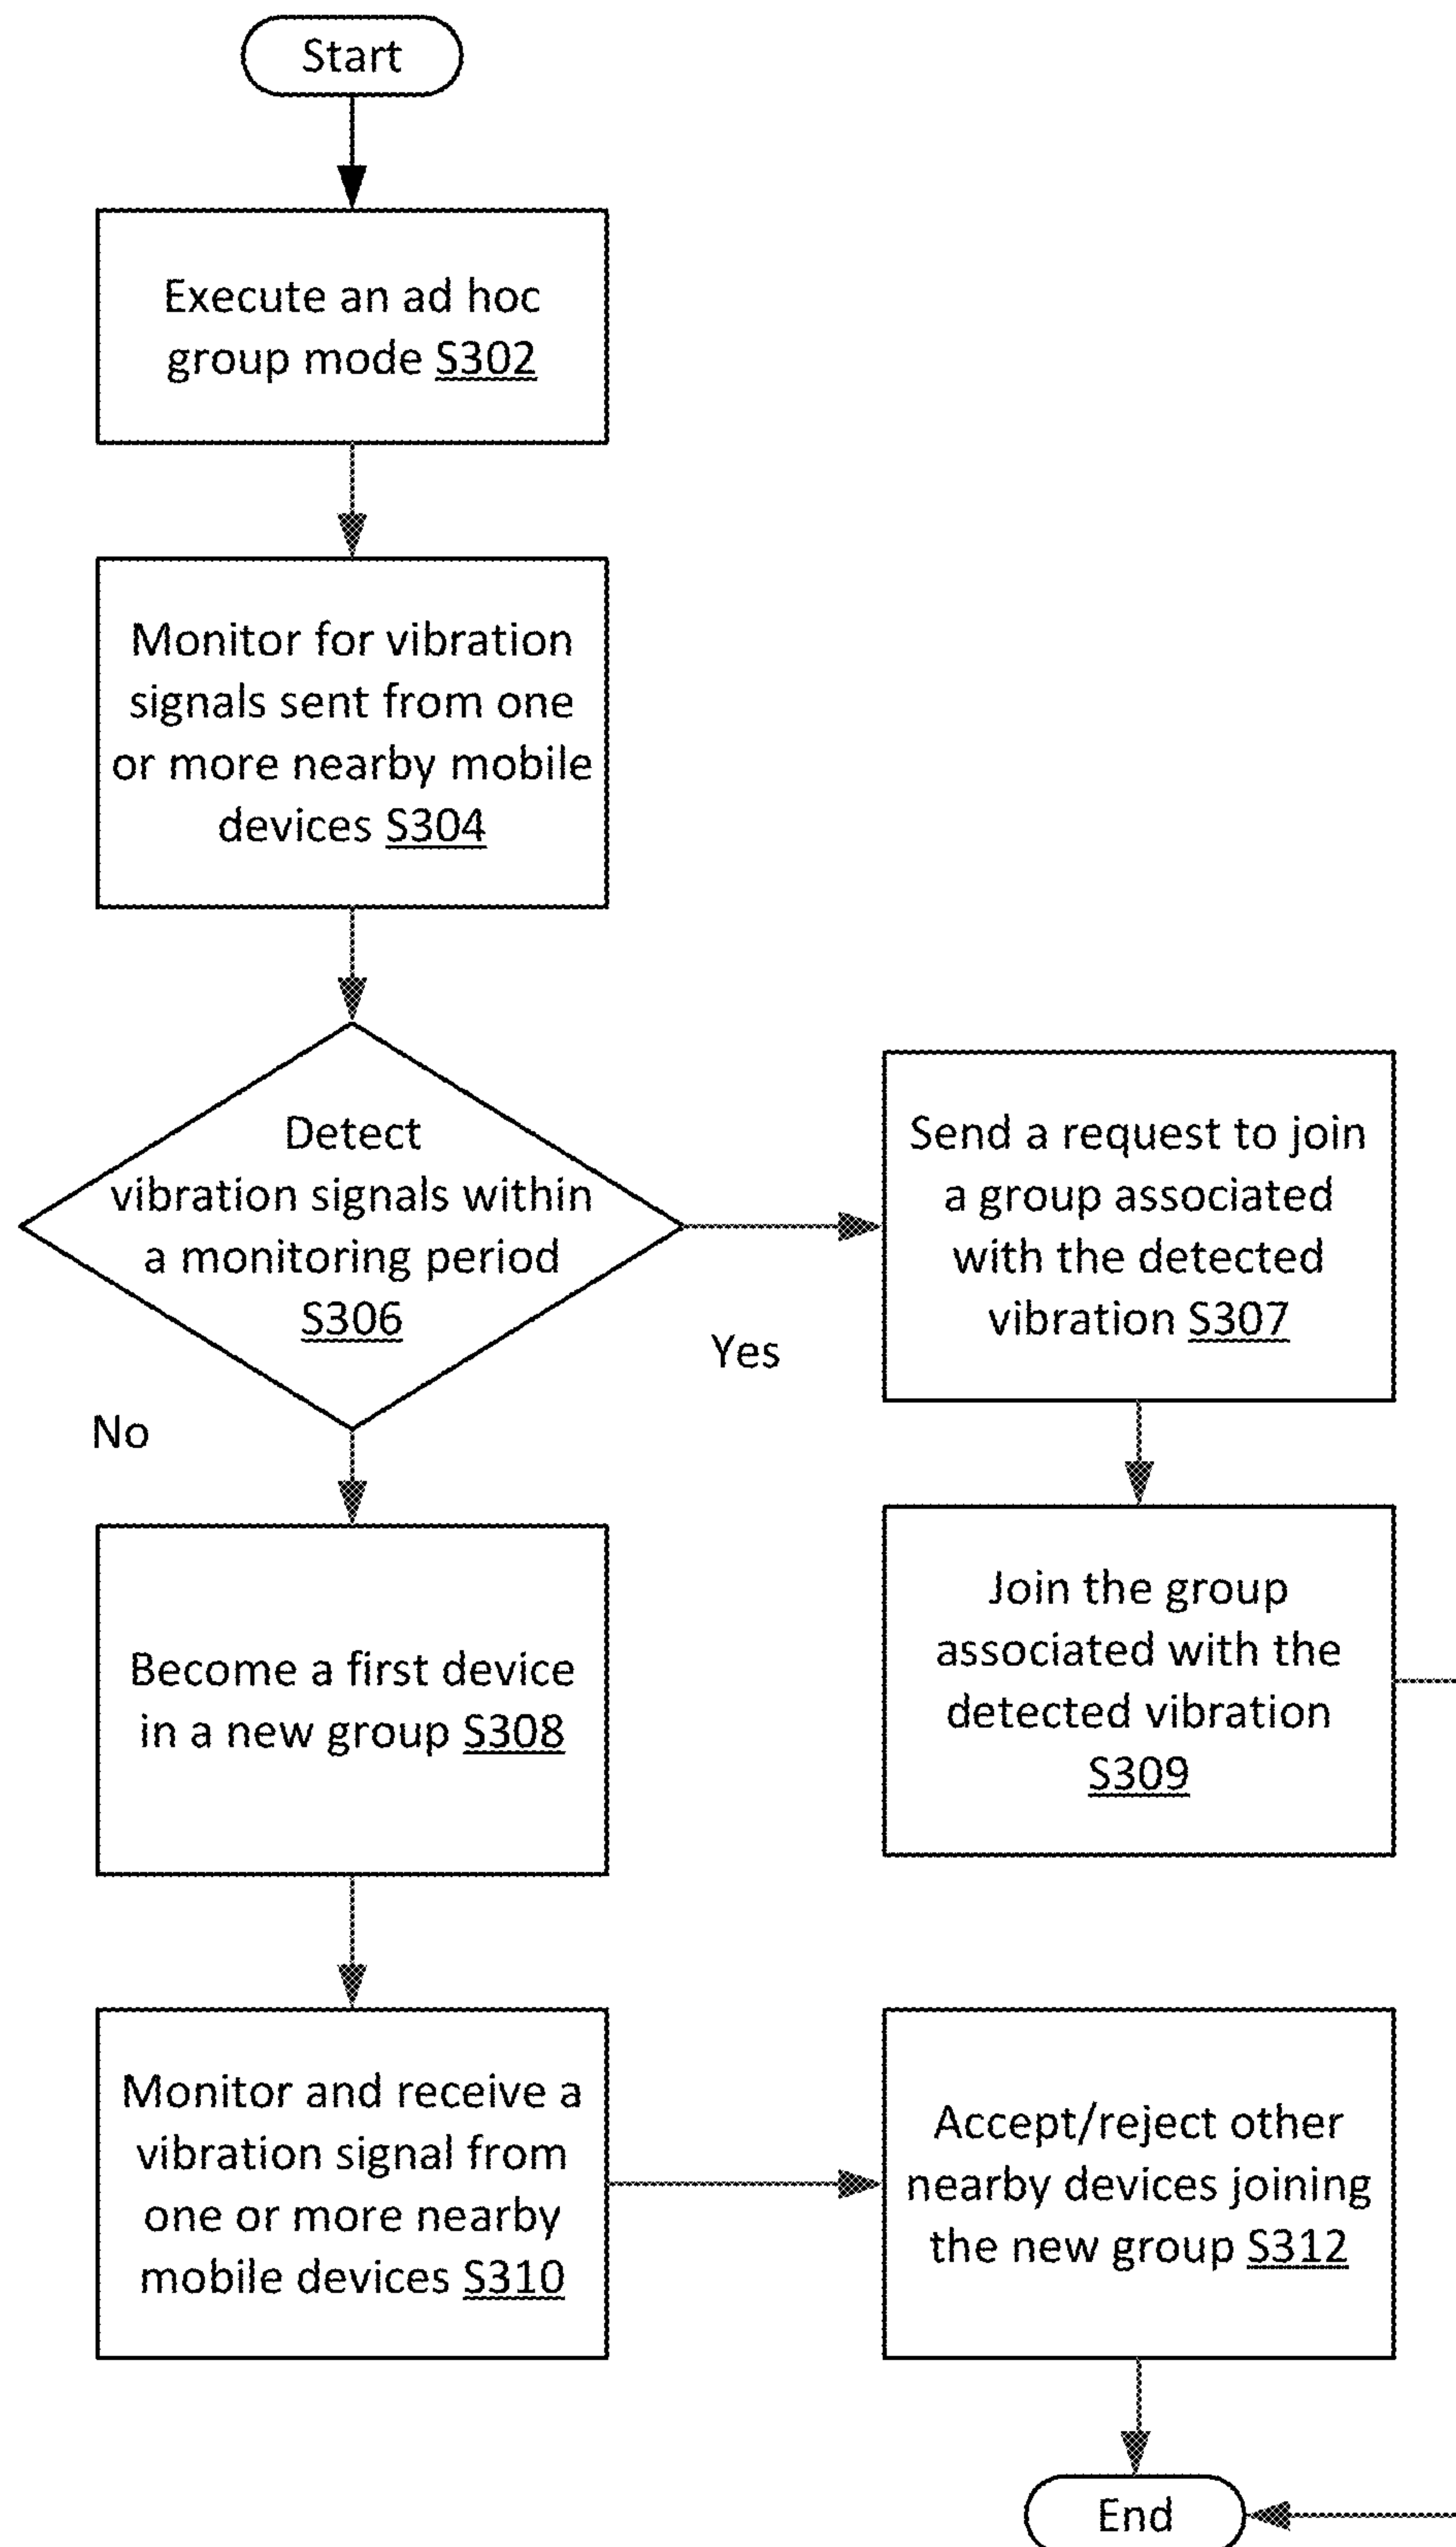 Start
Execute an ad hoc
group mode S302
Monitor for vibration
signals sent from one
or more nearby mobile
devices S304
Detect
vibration signals within
a monitoring period
S306
Yes
No
Send a request to join
a group associated
with the detected
vibration S307
Join the group
associated with the
detected vibration
S309
Become a first device
in a new group S308
Monitor and receive a
vibration signal from
one or more nearby
mobile devices S310
Accept/reject other
nearby devices joining
the new group S312
End